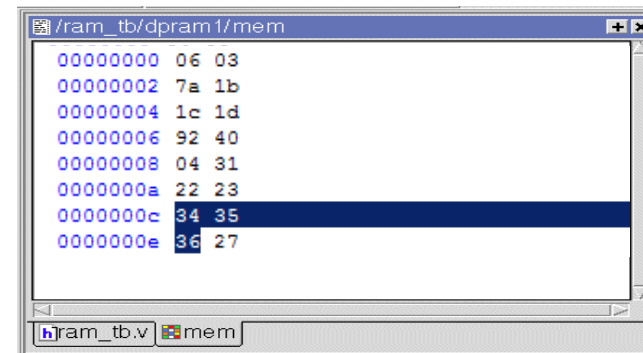 /ram_tb/dpram1/mem
00000000 06 03
00000002 7a 1b
00000004 1c 1d
00000006 92 40
00000008 04 31
0000000a 22 23
0000000c 34 35
0000000e 36 27
h ram_tb.v mem